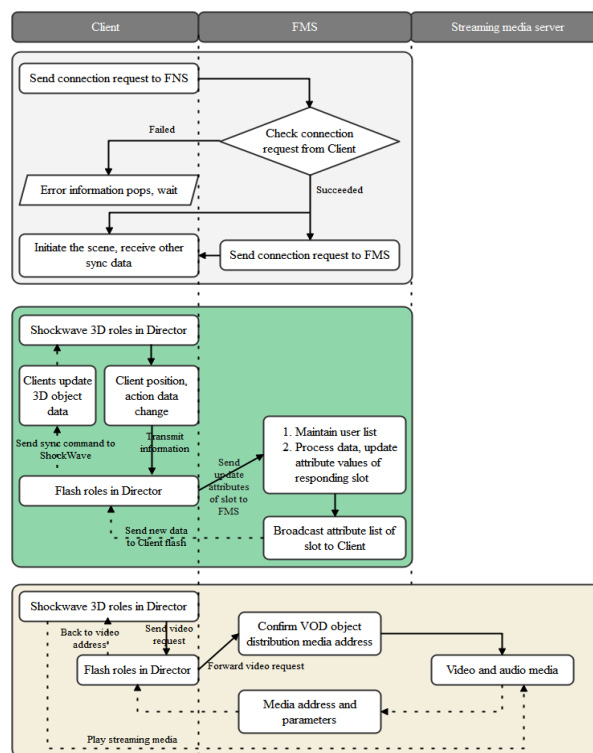 Client
FMS
Streaming media server
Send connection request to FNS
Failed
Check connection
request from Client
Error information pops, wait
Succeeded
Initiate the scene, receive other
sync data
Send connection request to FMS
Shockwave 3D roles in Director
Clients update
3D object
data
Client position,
action data
change
1. Maintain user list
2. Process data, update
attribute values of
responding slot
Send sync command to
ShockWave
Transmit
information
Send
update
attributes
of slot to
FMS
Flash roles in Director
Send new data
to Client flash
Broadcast attribute list of
slot to Client
Shockwave 3D roles in Director
Back to video
address
Send video
request
Confirm VOD object
distribution media address
Flash roles in Director
Forward video request
Video and audio media
Media address and
parameters
Play streaming media